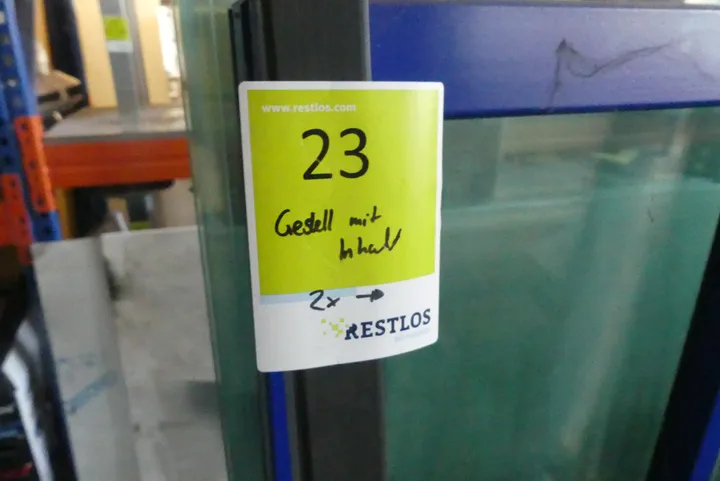 www.restlos.com
23
Gestell mit
Inhalt
2x →
RESTLOS